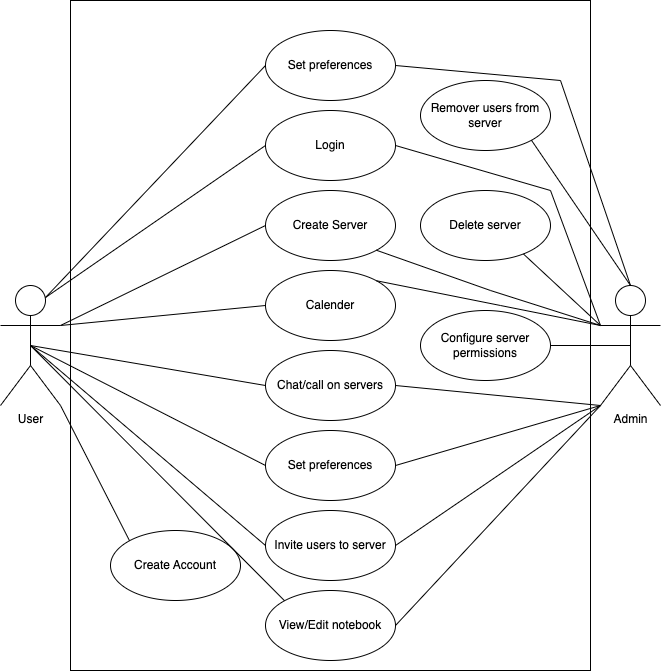 Set preferences
Remover users from
server
Login
Create Server
Delete server
Calender
Configure server
permissions
Chat/call on servers
User
Admin
Set preferences
Invite users to server
Create Account
View/Edit notebook